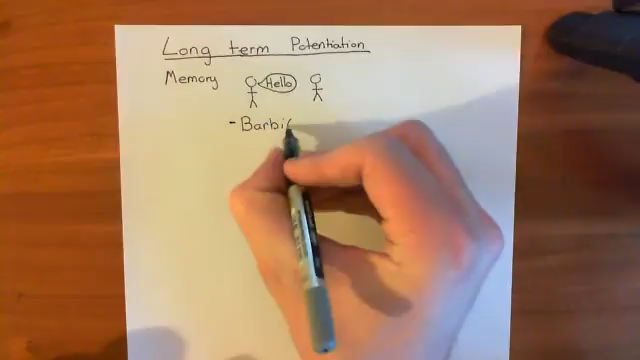 Long term Potentiation
Memory
Hello
- Barbi